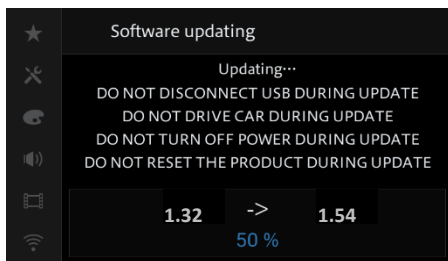 Software updating
Updating···
DO NOT DISCONNECT USB DURING UPDATE
DO NOT DRIVE CAR DURING UPDATE
DO NOT TURN OFF POWER DURING UPDATE
DO NOT RESET THE PRODUCT DURING UPDATE
1.32 -> 1.54
50 %